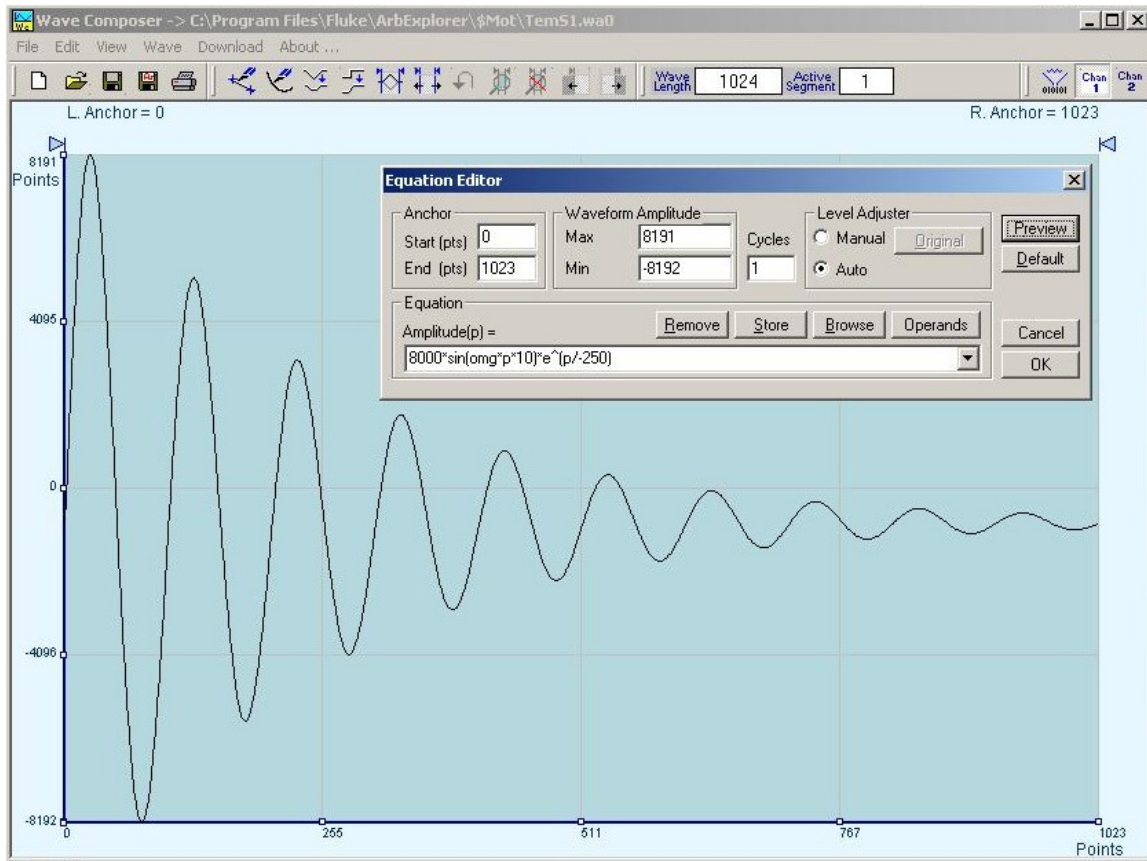 Wave Composer -> C:\Program Files\Fluke\ArbExplorer\$Mot\TemS1.wa0
File Edit View Wave Download About ...
Wave Length 1024 Active Segment 1
01010I Chan 1 Chan 2
L. Anchor = 0
R. Anchor = 1023
8191
Points
4095
0
-4096
-8192
0
255
511
767
1023
Points
Equation Editor
Anchor
Start (pts) 0
End (pts) 1023
Waveform Amplitude
Max 8191
Min -8192
Cycles
1
Level Adjuster
Manual Original
Auto
Preview
Default
Equation
Amplitude(p) =
Remove Store Browse Operands
8000*sin(omg*p*10)*e^(p/-250)
Cancel
OK